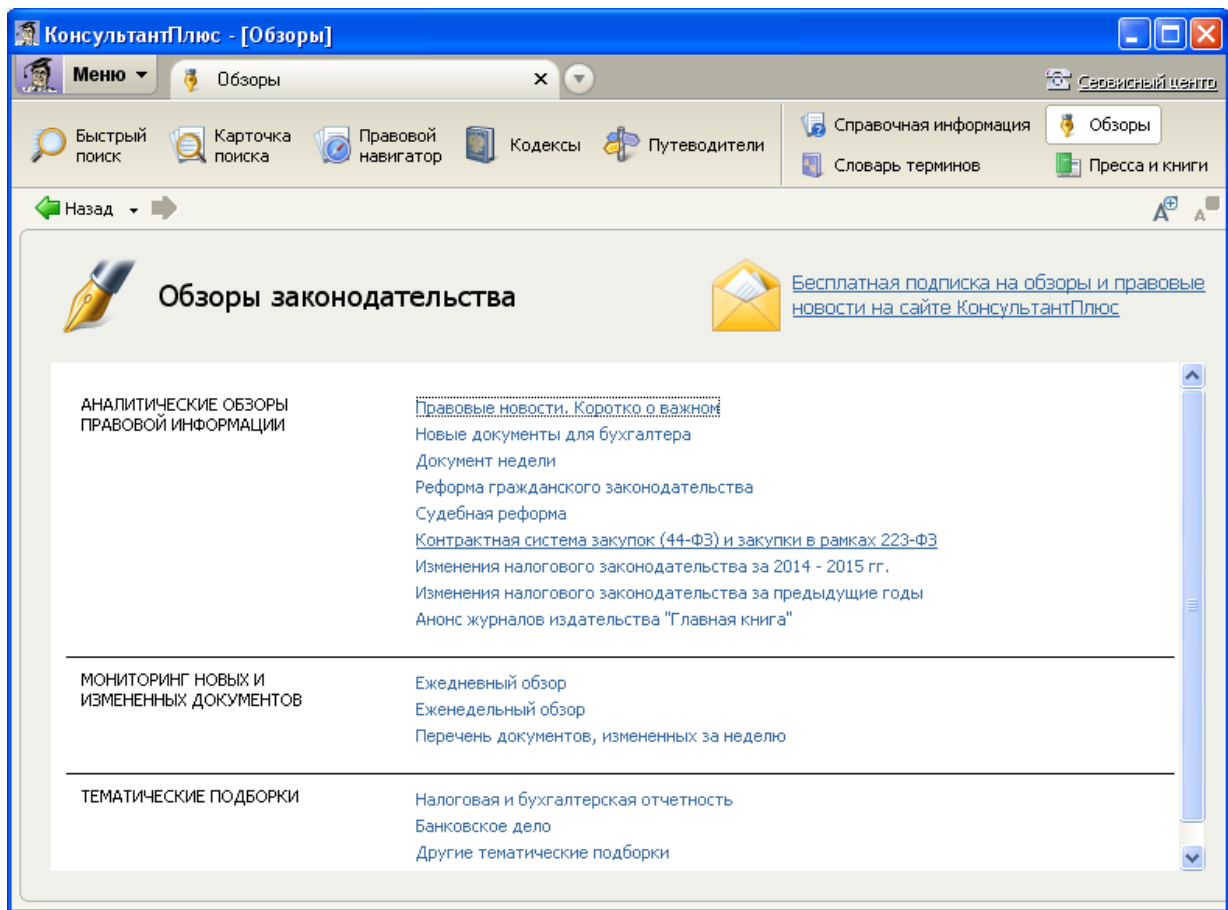 КонсультантПлюс - [Обзоры]
Меню
Обзоры
Сервисный центр
Быстрый поиск
Карточка поиска
Правовой навигатор
Кодексы
Путеводители
Справочная информация
Обзоры
Словарь терминов
Пресса и книги
Назад
Обзоры законодательства
Бесплатная подписка на обзоры и правовые
новости на сайте КонсультантПлюс
АНАЛИТИЧЕСКИЕ ОБЗОРЫ
ПРАВОВОЙ ИНФОРМАЦИИ
Правовые новости. Коротко о важном
Новые документы для бухгалтера
Документ недели
Реформа гражданского законодательства
Судебная реформа
Контрактная система закупок (44-ФЗ) и закупки в рамках 223-ФЗ
Изменения налогового законодательства за 2014 - 2015 гг.
Изменения налогового законодательства за предыдущие годы
Анонс журналов издательства "Главная книга"
МОНИТОРИНГ НОВЫХ И
ИЗМЕНЕННЫХ ДОКУМЕНТОВ
Ежедневный обзор
Еженедельный обзор
Перечень документов, измененных за неделю
ТЕМАТИЧЕСКИЕ ПОДБОРКИ
Налоговая и бухгалтерская отчетность
Банковское дело
Другие тематические подборки